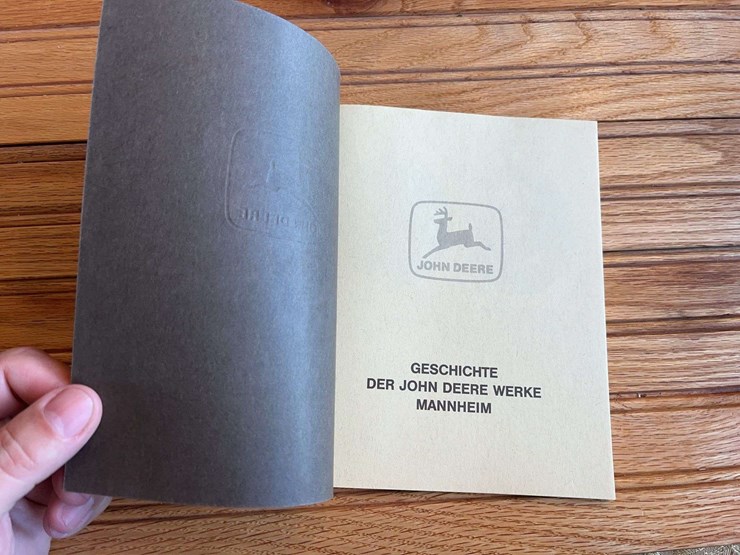 JOHN DEERE
GESCHICHTE
DER JOHN DEERE WERKE
MANNHEIM